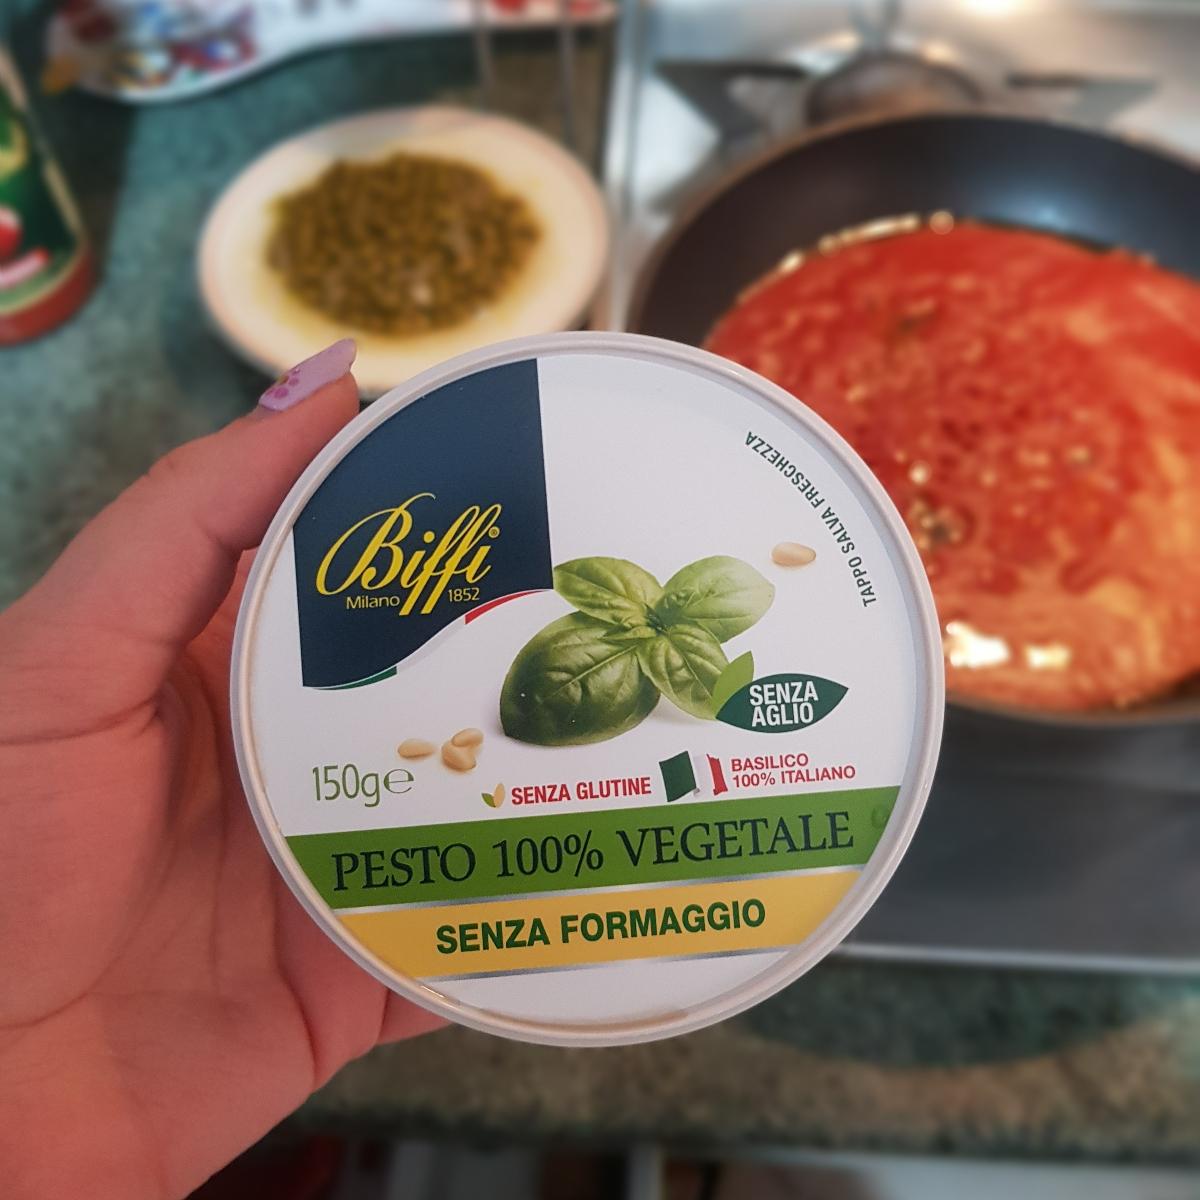 Biffi®
Milano 1852
TAPPO SALVA FRESCHEZZA
SENZA
AGLIO
150g℮
SENZA GLUTINE
BASILICO
100% ITALIANO
PESTO 100% VEGETALE
SENZA FORMAGGIO